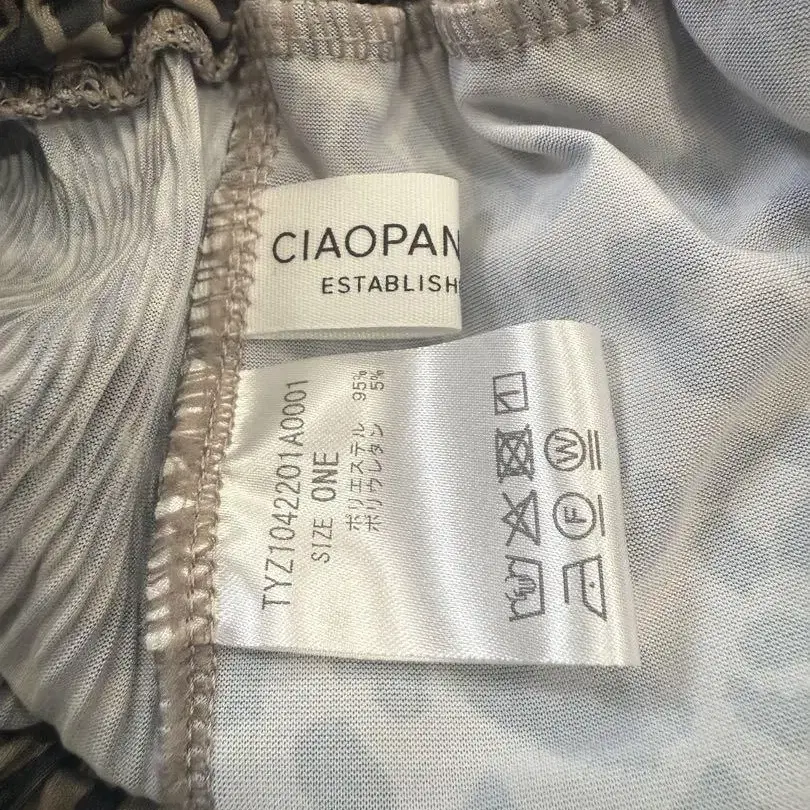 CIAOPAN
ESTABLISH
TYZ1042201A0001
SIZE ONE
ポリエステル 95%
ポリウレタン 5%
W
F